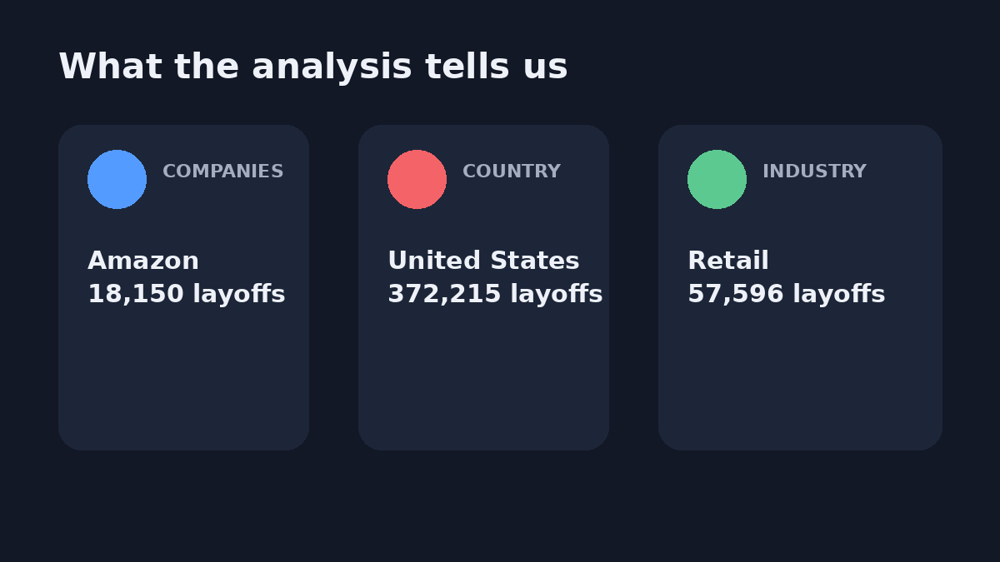 What the analysis tells us
COMPANIES
Amazon
18,150 layoffs
COUNTRY
United States
372,215 layoffs
INDUSTRY
Retail
57,596 layoffs